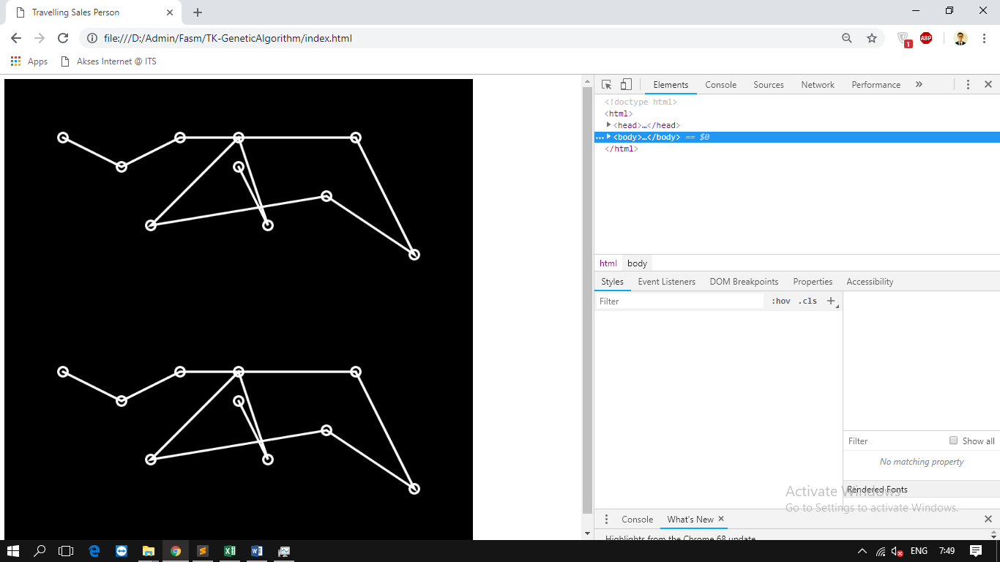 Travelling Sales Person
file:///D:/Admin/Fasm/TK-GeneticAlgorithm/index.html
1
ABP
Apps
Akses Internet @ ITS
Elements
Console
Sources
Network
Performance
<!doctype html>
<html>
<head>…</head>
<body>…</body> == $0
</html>
html
body
Styles
Event Listeners
DOM Breakpoints
Properties
Accessibility
Filter
:hov
.cls
Filter
Show all
No matching property
Rendered Fonts
Activate Windows
Go to Settings to activate Windows.
Console
What's New
Highlights from the Chrome 68 update
ENG
7:49